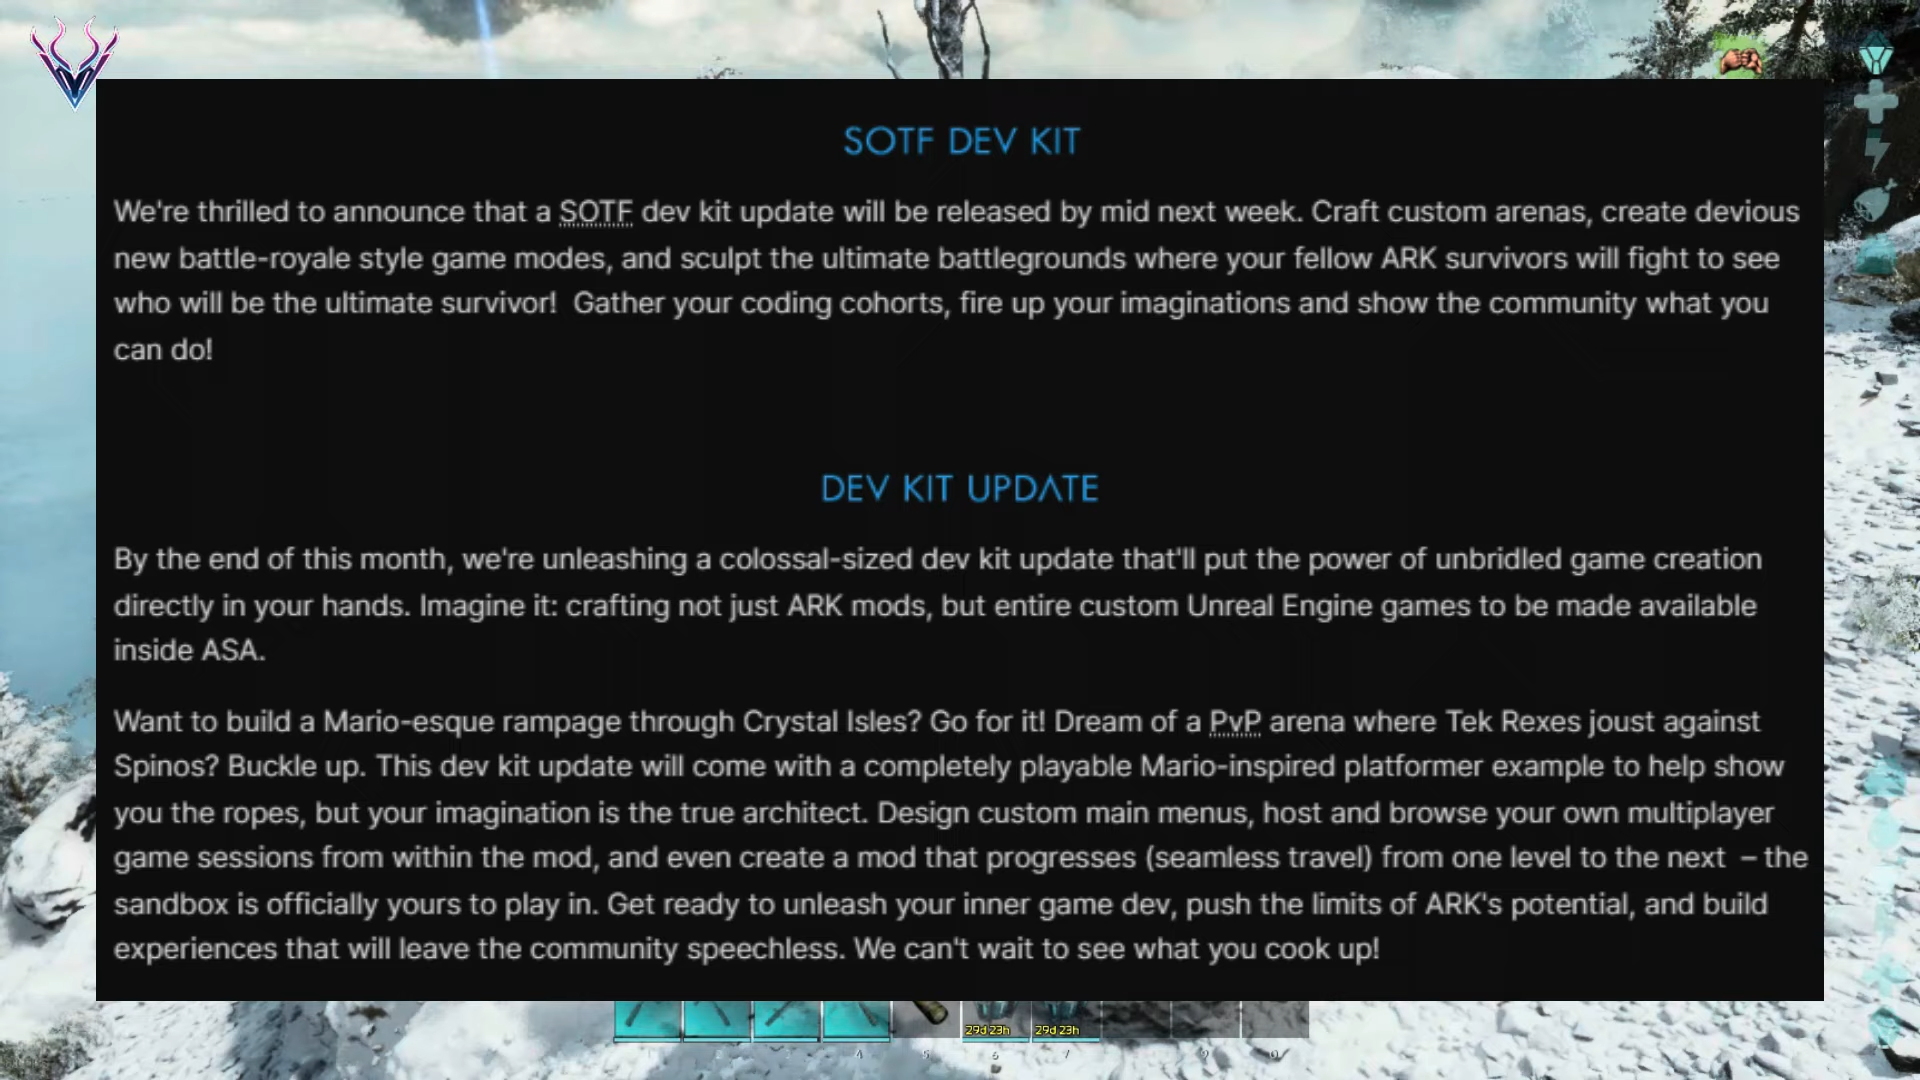 SOTF DEV KIT
We're thrilled to announce that a SOTF dev kit update will be released by mid next week. Craft custom arenas, create devious
new battle-royale style game modes, and sculpt the ultimate battlegrounds where your fellow ARK survivors will fight to see
who will be the ultimate survivor!  Gather your coding cohorts, fire up your imaginations and show the community what you
can do!
DEV KIT UPDATE
By the end of this month, we're unleashing a colossal-sized dev kit update that'll put the power of unbridled game creation
directly in your hands. Imagine it: crafting not just ARK mods, but entire custom Unreal Engine games to be made available
inside ASA.
Want to build a Mario-esque rampage through Crystal Isles? Go for it! Dream of a PvP arena where Tek Rexes joust against
Spinos? Buckle up. This dev kit update will come with a completely playable Mario-inspired platformer example to help show
you the ropes, but your imagination is the true architect. Design custom main menus, host and browse your own multiplayer
game sessions from within the mod, and even create a mod that progresses (seamless travel) from one level to the next  – the
sandbox is officially yours to play in. Get ready to unleash your inner game dev, push the limits of ARK's potential, and build
experiences that will leave the community speechless. We can't wait to see what you cook up!
29d 23h 29d 23h
4 5 6 7 9 0